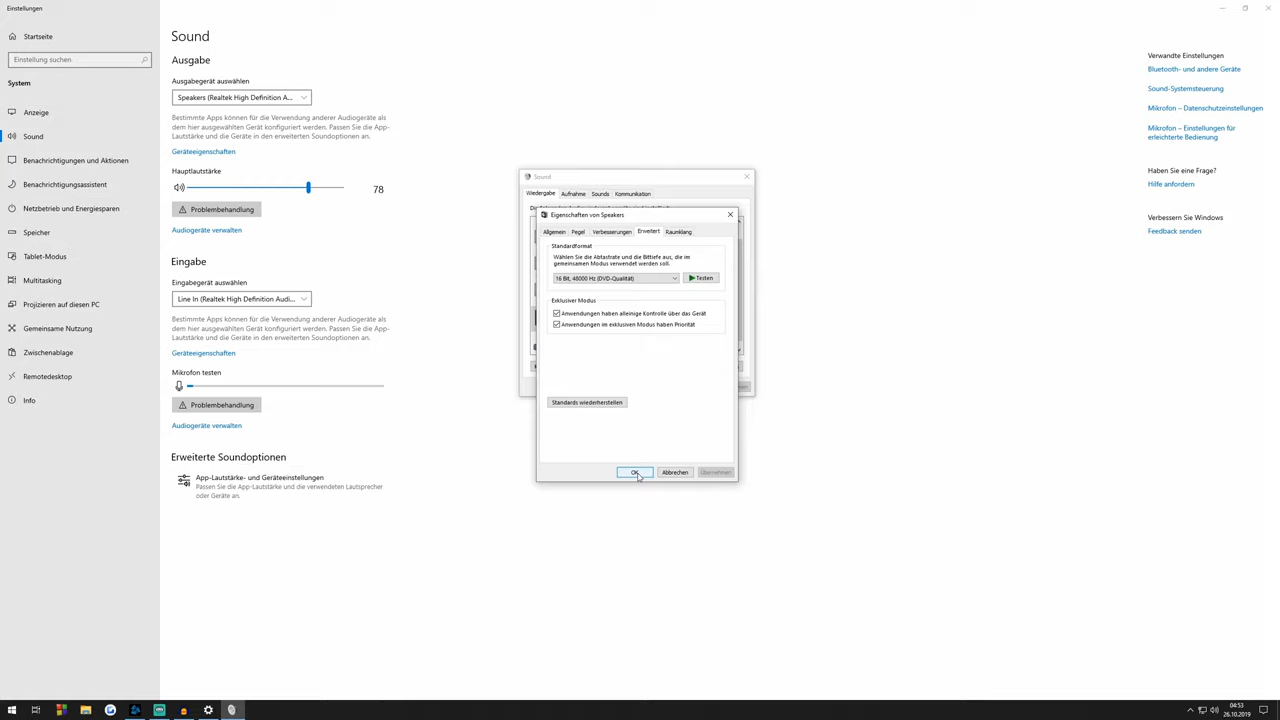 Einstellungen
Startseite
Einstellung suchen
System
Anzeige
Sound
Benachrichtigungen und Aktionen
Benachrichtigungsassistent
Netzbetrieb und Energiesparen
Speicher
Tablet-Modus
Multitasking
Projizieren auf diesen PC
Gemeinsame Nutzung
Zwischenablage
Remotedesktop
Info
Sound
Ausgabe
Ausgabegerät auswählen
Speakers (Realtek High Definition A...
Bestimmte Apps können für die Verwendung anderer Audiogeräte als
dem hier ausgewählten Gerät konfiguriert werden. Passen Sie die App-
Lautstärke und die Geräte in den erweiterten Soundoptionen an.
Geräteeigenschaften
Hauptlautstärke
78
Problembehandlung
Audiogeräte verwalten
Eingabe
Eingabegerät auswählen
Line In (Realtek High Definition Audi...
Bestimmte Apps können für die Verwendung anderer Audiogeräte als
dem hier ausgewählten Gerät konfiguriert werden. Passen Sie die App-
Lautstärke und die Geräte in den erweiterten Soundoptionen an.
Geräteeigenschaften
Mikrofon testen
Problembehandlung
Audiogeräte verwalten
Erweiterte Soundoptionen
App-Lautstärke- und Geräteeinstellungen
Passen Sie die App-Lautstärke und die verwendeten Lautsprecher
oder Geräte an.
Sound
Wiedergabe Aufnahme Sounds Kommunikation
Eigenschaften von Speakers
Allgemein Pegel Verbesserungen Erweitert Raumklang
Standardformat
Wählen Sie die Abtastrate und die Bittiefe aus, die im
gemeinsamen Modus verwendet werden soll.
16 Bit, 48000 Hz (DVD-Qualität)
Testen
Exklusiver Modus
Anwendungen haben alleinige Kontrolle über das Gerät
Anwendungen im exklusiven Modus haben Priorität
Standards wiederherstellen
OK
Abbrechen
Übernehmen
Verwandte Einstellungen
Bluetooth- und andere Geräte
Sound-Systemsteuerung
Mikrofon – Datenschutzeinstellungen
Mikrofon – Einstellungen für
erleichterte Bedienung
Haben Sie eine Frage?
Hilfe anfordern
Verbessern Sie Windows
Feedback senden
04:53
26.10.2019